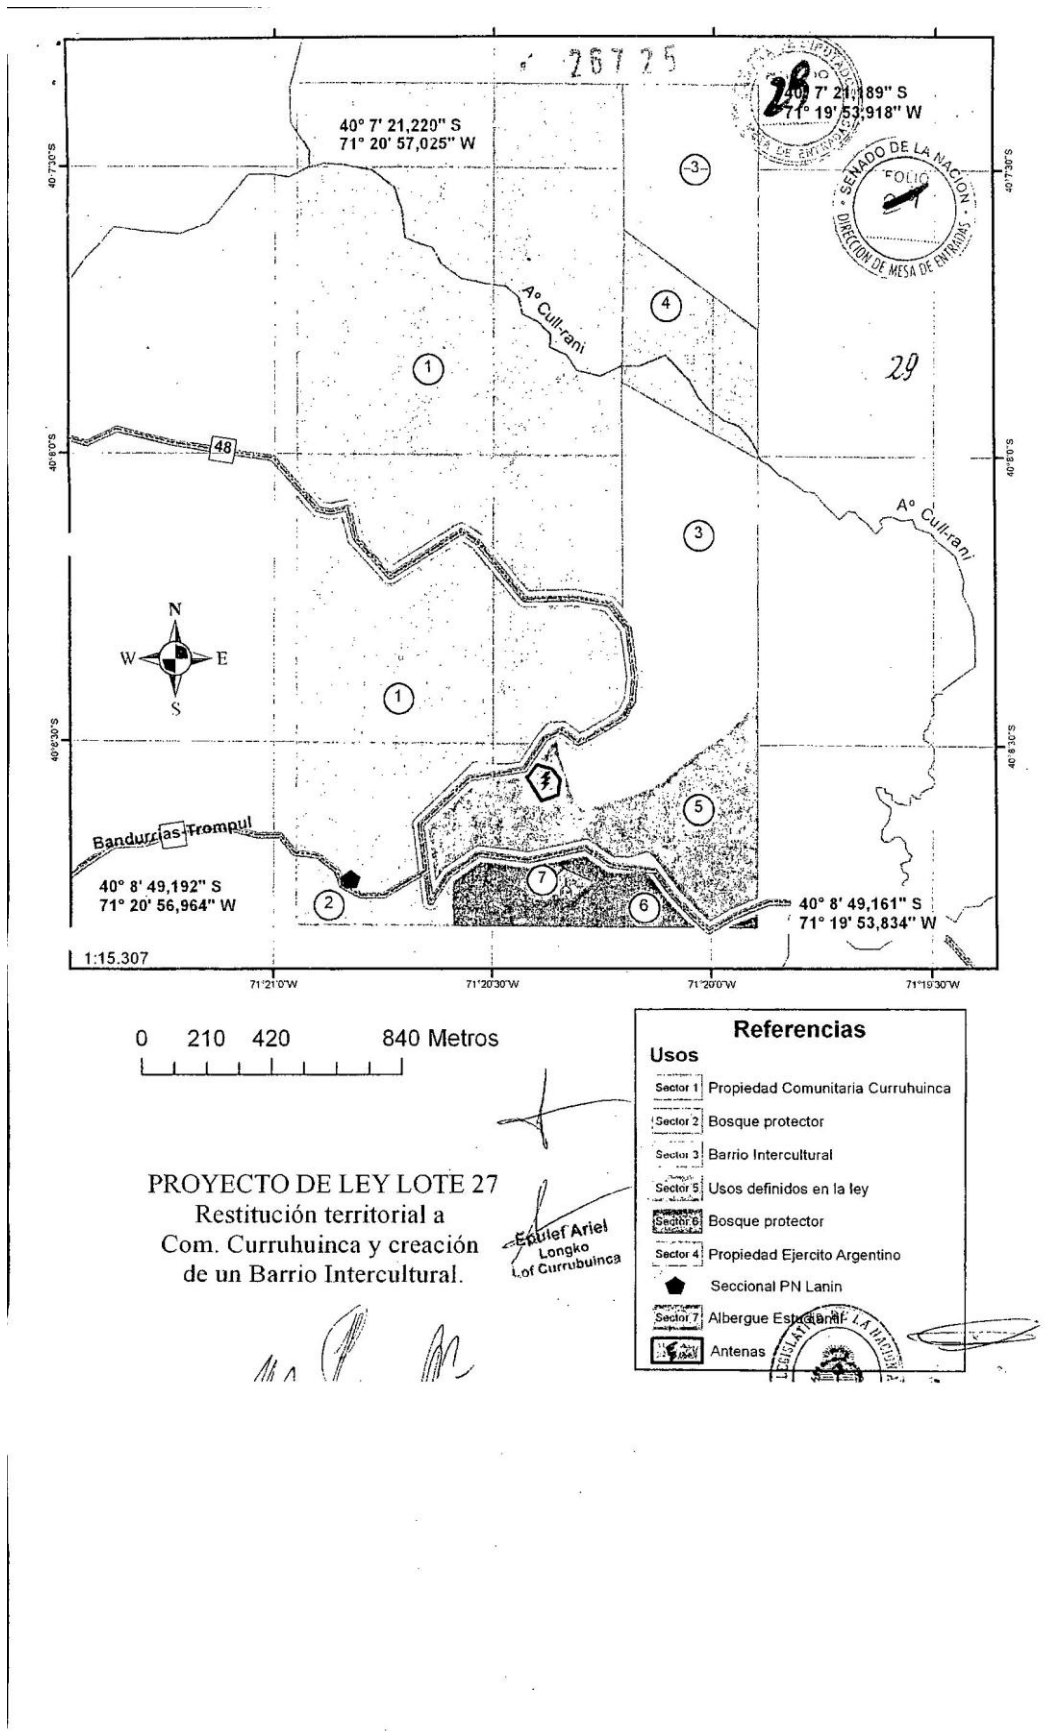 26725
28
40° 7' 21,220" S
71° 20' 57,025" W
40° 7' 21,189" S
71° 19' 53,918" W
SENADO DE LA NACION
FOLIO
DIRECCION DE MESA DE ENTRADAS
29
40°7'30"S
40°7'30"S
3
4
Aº Cull-rani
1
48
40°8'0"S
40°8'0"S
Aº Cull-rani
3
N
W
E
S
1
40°8'30"S
40°8'30"S
5
Bandurrias-Trompul
7
40° 8' 49,192" S
71° 20' 56,964" W
2
6
40° 8' 49,161" S
71° 19' 53,834" W
1:15.307
71°21'0"W
71°20'30"W
71°20'0"W
71°19'30"W
0 210 420 840 Metros
Referencias
Usos
Sector 1 Propiedad Comunitaria Curruhuinca
Sector 2 Bosque protector
Sector 3 Barrio Intercultural
Sector 5 Usos definidos en la ley
Sector 6 Bosque protector
Sector 4 Propiedad Ejercito Argentino
Seccional PN Lanin
Sector 7 Albergue Estudiantil
Antenas
PROYECTO DE LEY LOTE 27
Restitución territorial a
Com. Curruhuinca y creación
de un Barrio Intercultural.
Epulef Ariel
Longko
Lof Currubuinca